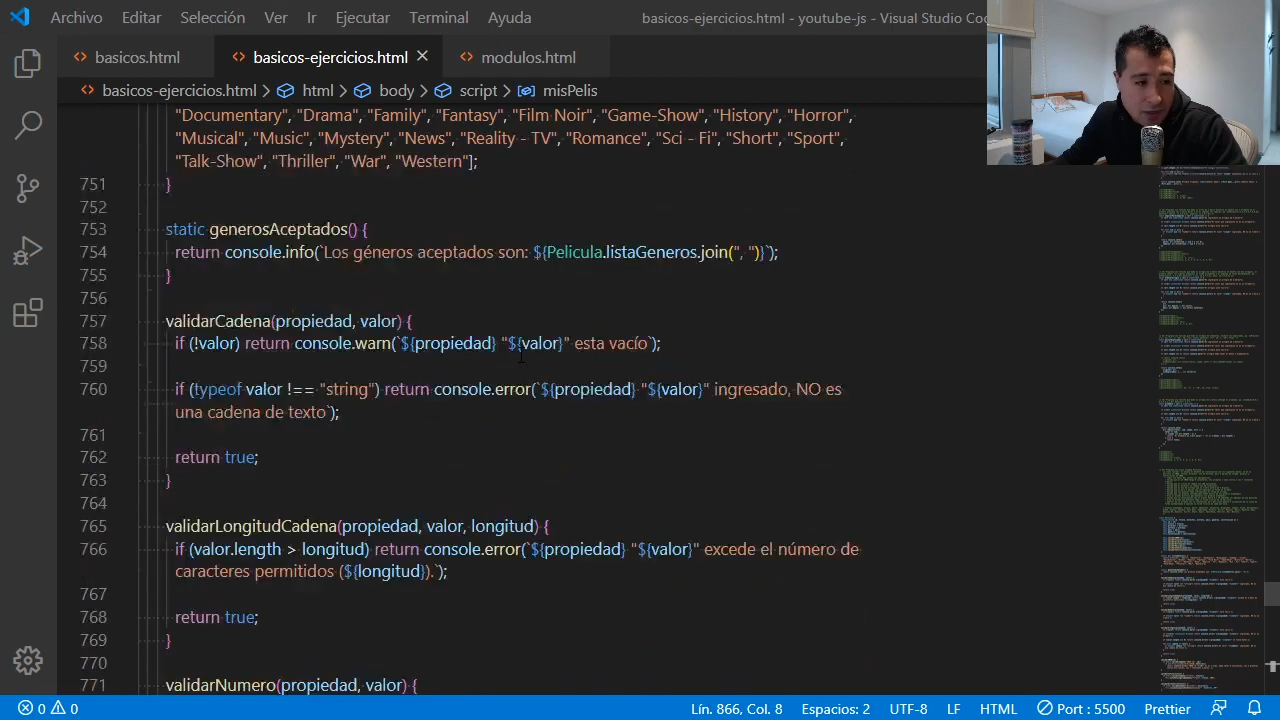 Archivo Editar Selección Ver Ir Ejecutar Terminal Ayuda basicos-ejercicios.html - youtube-js - Visual Studio
basicos.html basicos-ejercicios.html modulos.html
basicos-ejercicios.html > html > body > script > misPelis
"Documentary", "Drama", "Family", "Fantasy", "Film Noir", "Game-Show", "History", "Horror",
"Musical", "Music", "Mystery", "News", "Reality - TV", "Romance", "Sci - Fi", "Short", "Sport",
"Talk-Show", "Thriller", "War", "Western"];
751 }
752
753 static generosAceptados() {
754 return console.info(`Los géneros aceptados son: ${Pelicula.listaGeneros.join(", ")}`);
755 }
756
757 validarCadena(propiedad, valor) {
758 if (!valor) return console.warn(`${propiedad} "${valor}" esta vacío`);
759
760 if (typeof valor !== "string") return console.error(`${propiedad} "${valor}" ingresado, NO es
una cadena de texto`);
761
762 return true;
763 }
764
765 validarLongitudCadena(propiedad, valor, longitud) {
766 if (valor.length > longitud) return console.error(`${propiedad} "${valor}" excede el número de
caracteres permitidos (${longitud}).`);
767
768 return true;
769 }
770
771 validarNumero(propiedad, valor) {
0 0 Lín. 866, Col. 8 Espacios: 2 UTF-8 LF HTML Port : 5500 Prettier